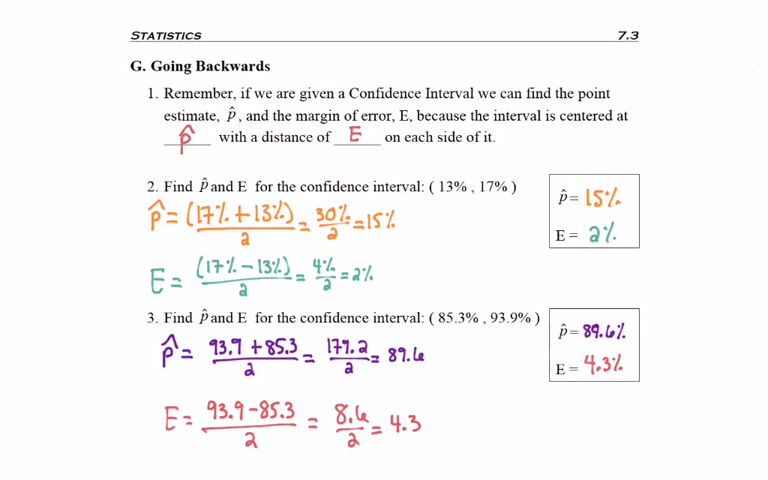 STATISTICS 7.3
G. Going Backwards
1. Remember, if we are given a Confidence Interval we can find the point
estimate, p̂, and the margin of error, E, because the interval is centered at
p̂ with a distance of E on each side of it.
2. Find p̂ and E for the confidence interval: ( 13% , 17% )
p̂ = (17% + 13%)/2 = 30%/2 = 15%
E = (17% - 13%)/2 = 4%/2 = 2%
p̂ = 15%
E = 2%
3. Find p̂ and E for the confidence interval: ( 85.3% , 93.9% )
p̂ = 93.9 + 85.3/2 = 179.2/2 = 89.6
E = 93.9 - 85.3/2 = 8.6/2 = 4.3
p̂ = 89.6%
E = 4.3%